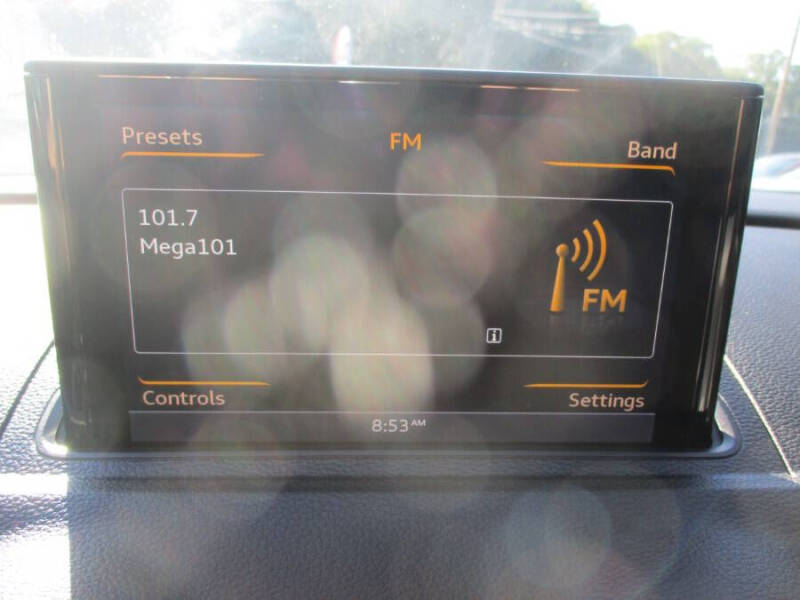 Presets
FM
Band
101.7
Mega101
FM
i
Controls
Settings
8:53 AM